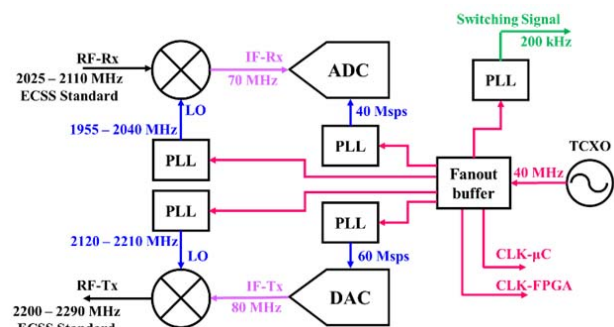 Switching Signal
200 kHz
RF-Rx
2025 – 2110 MHz
ECSS Standard
IF-Rx
70 MHz
ADC
PLL
LO
1955 – 2040 MHz
40 Msps
PLL
PLL
TCXO
Fanout
buffer
40 MHz
PLL
PLL
2120 – 2210 MHz
LO
60 Msps
CLK-μC
CLK-FPGA
RF-Tx
2200 – 2290 MHz
ECSS Standard
IF-Tx
80 MHz
DAC